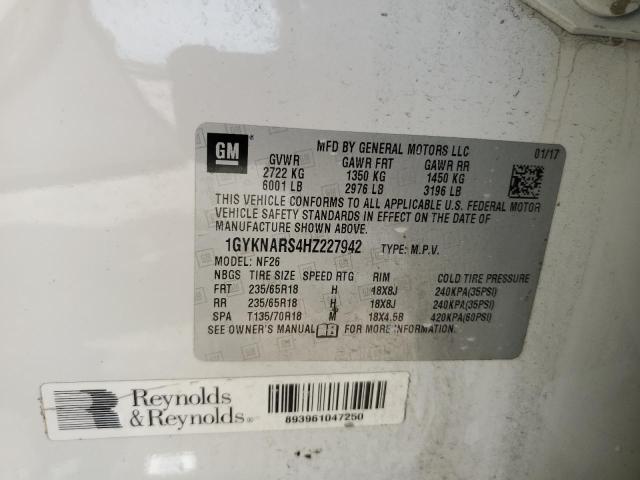 GM
MFD BY GENERAL MOTORS LLC 01/17
GVWR GAWR FRT GAWR RR
2722 KG 1350 KG 1450 KG
6001 LB 2976 LB 3196 LB
THIS VEHICLE CONFORMS TO ALL APPLICABLE U.S. FEDERAL MOTOR
VEHICLE SAFETY STANDARDS IN EFFECT ON THE DATE OF
MANUFACTURE SHOWN ABOVE.
1GYKNARS4HZ227942 TYPE: M.P.V.
MODEL: NF26
NBGS TIRE SIZE SPEED RTG RIM COLD TIRE PRESSURE
FRT 235/65R18 H 18X8J 240KPA(35PSI)
RR 235/65R18 H 18X8J 240KPA(35PSI)
SPA T135/70R18 M 18X4.5B 420KPA(60PSI)
SEE OWNER'S MANUAL FOR MORE INFORMATION.
Reynolds
& Reynolds®
893961047250